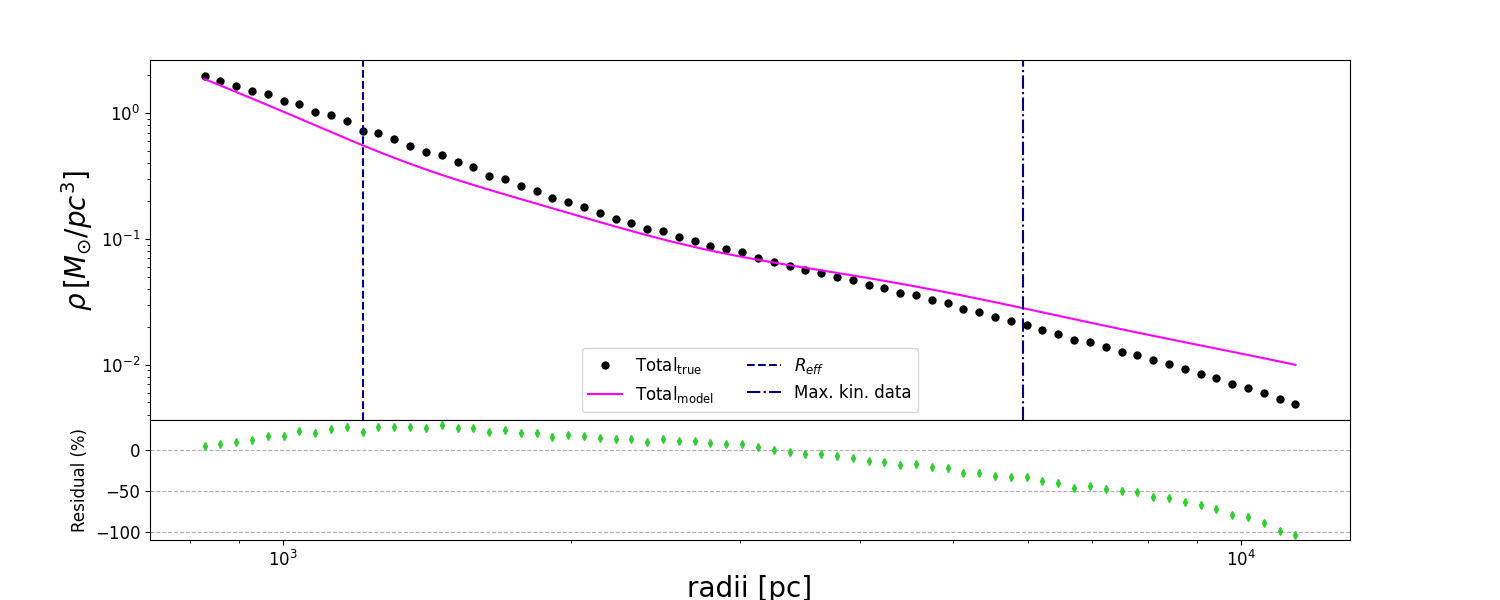 10⁰
10⁻¹
10⁻²
ρ [M⊙/pc³]
Total_true R_eff
Total_model Max. kin. data
0
−50
−100
Residual (%)
10³ 10⁴
radii [pc]